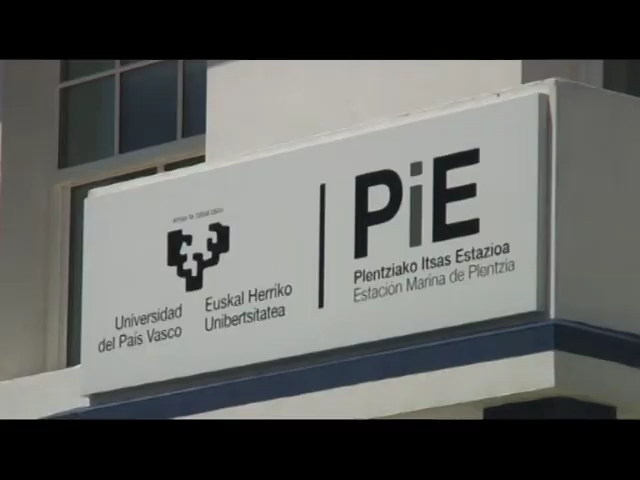 Universidad
del País Vasco
Euskal Herriko
Unibertsitatea
PiE
Plentziako Itsas Estazioa
Estación Marina de Plentzia